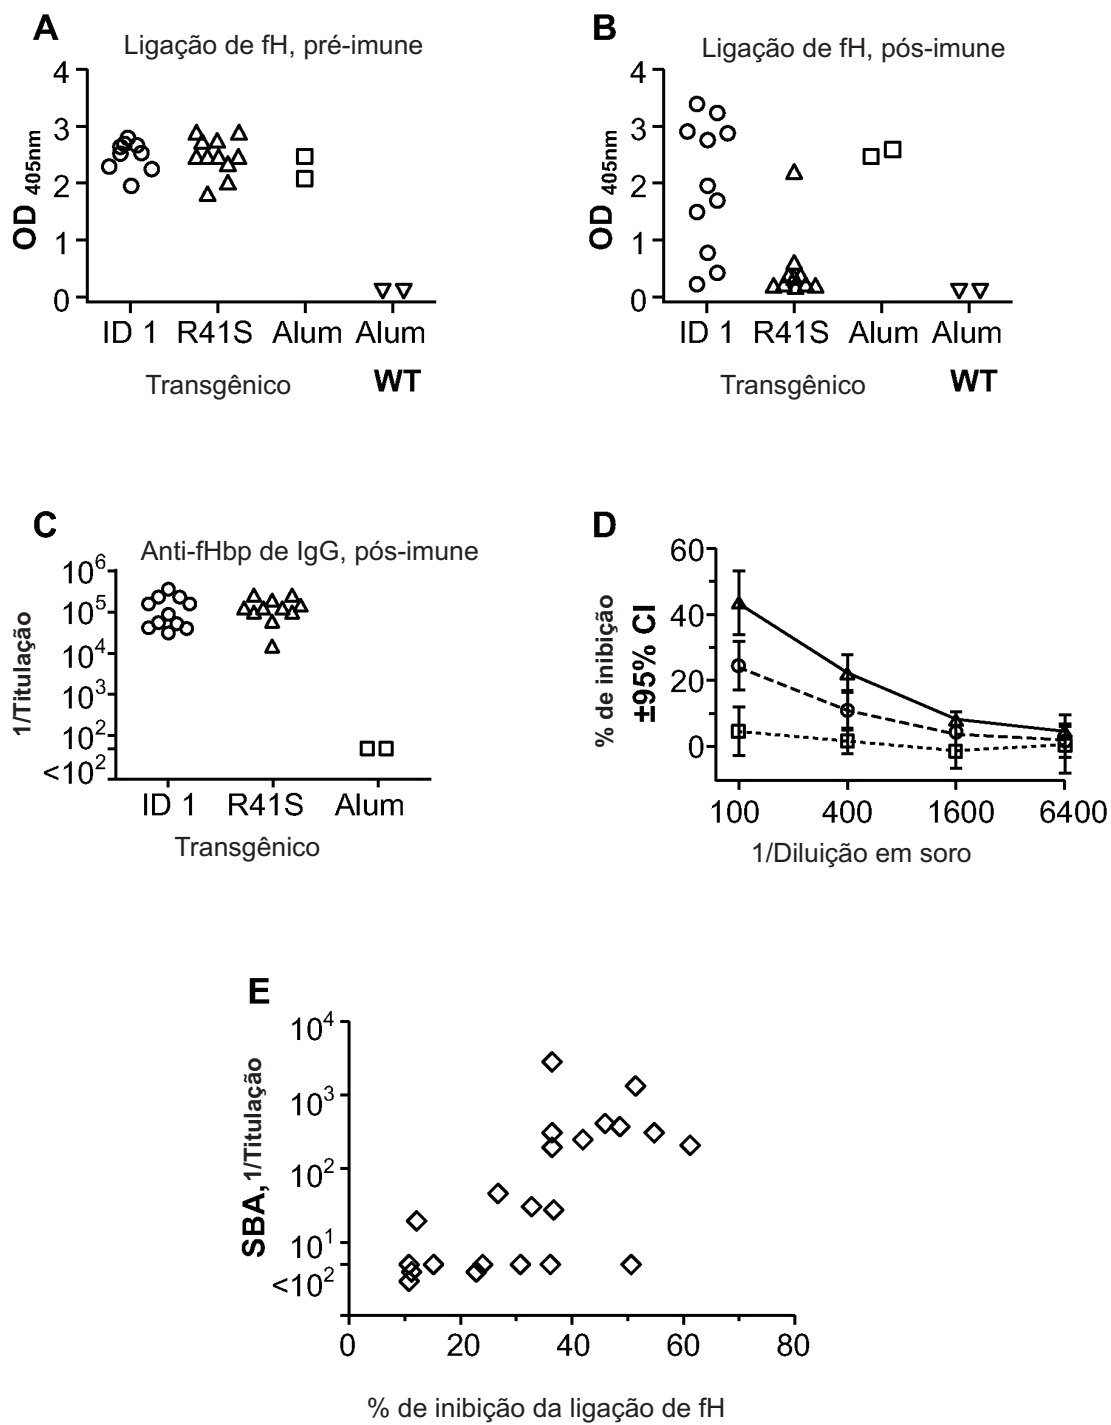 A
Ligação de fH, pré-imune
4
3
2
1
0
OD 405nm
ID 1 R41S Alum Alum
Transgênico WT
B
Ligação de fH, pós-imune
4
3
2
1
0
OD 405nm
ID 1 R41S Alum Alum
Transgênico WT
C
Anti-fHbp de IgG, pós-imune
10^6
10^5
10^4
10^3
10^2
<10^2
1/Titulação
ID 1 R41S Alum
Transgênico
D
60
40
20
0
% de inibição
±95% CI
100 400 1600 6400
1/Diluição em soro
E
10^4
10^3
10^2
10^1
<10^2
SBA, 1/Titulação
0 20 40 60 80
% de inibição da ligação de fH